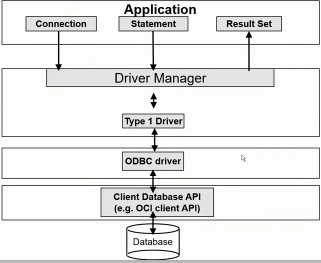 Application
Connection
Statement
Result Set
Driver Manager
Type 1 Driver
ODBC driver
Client Database API
(e.g. OCI client API)
Database